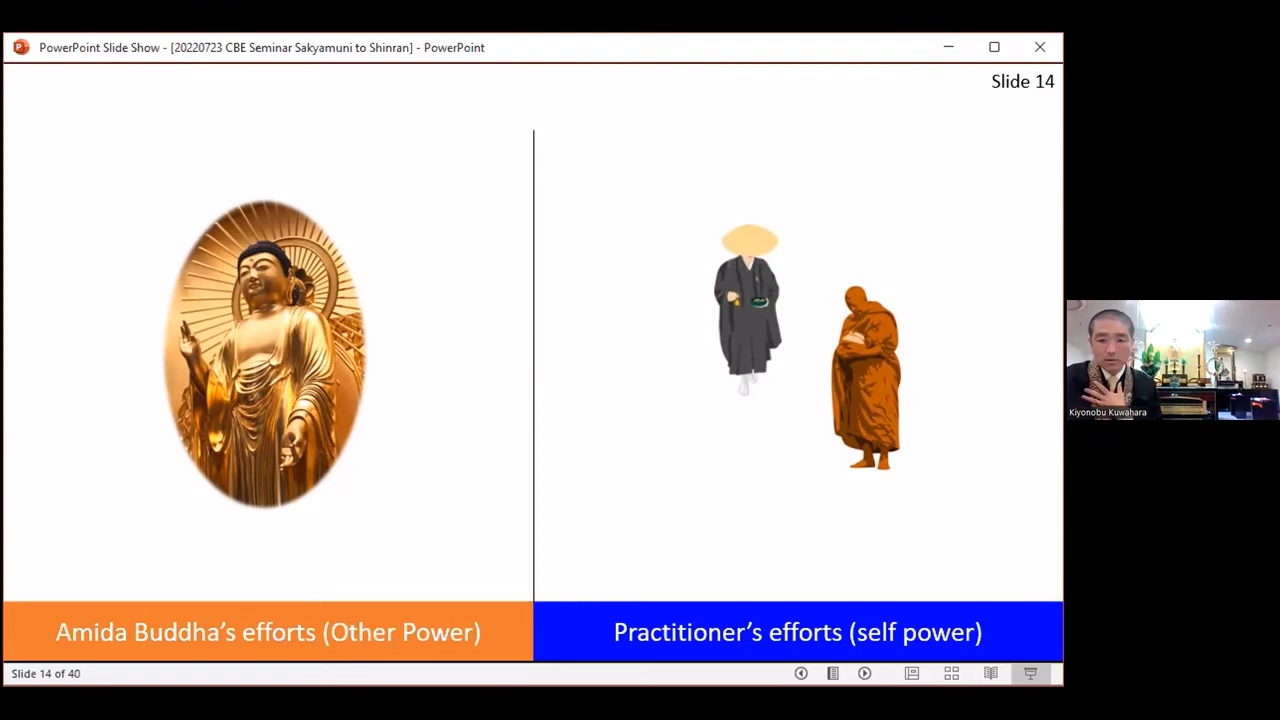 PowerPoint Slide Show - [20220723 CBE Seminar Sakyamuni to Shinran] - PowerPoint
Slide 14
Kiyonobu Kuwahara
Amida Buddha's efforts (Other Power)
Practitioner's efforts (self power)
Slide 14 of 40